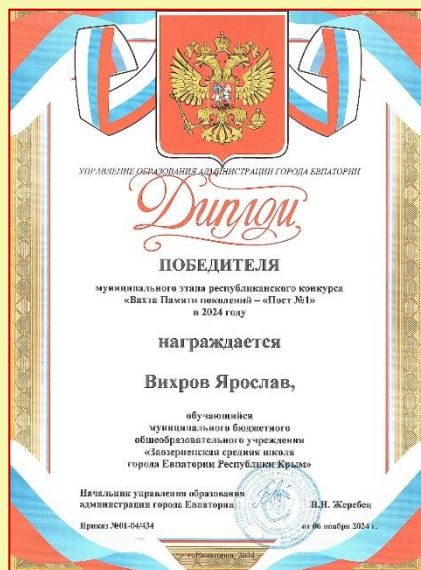 УПРАВЛЕНИЕ ОБРАЗОВАНИЯ АДМИНИСТРАЦИИ ГОРОДА ЕВПАТОРИИ
Диплом
ПОБЕДИТЕЛЯ
муниципального этапа республиканского конкурса
«Вахта Памяти поколений – «Пост №1»
в 2024 году
награждается
Вихров Ярослав,
обучающийся
муниципального бюджетного
общеобразовательного учреждения
«Заозерненская средняя школа
города Евпатории Республики Крым»
Начальник управления образования
администрации города Евпатории
В.И. Жеребец
Приказ №01-04/434
от 06 ноября 2024 г.
г. Евпатория, 2024